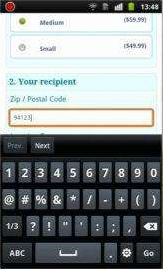 13:48
Medium ($59.99)
Small ($49.99)
2. Your recipient
Zip / Postal Code
94123
Prev Next
1 2 3 4 5 6 7 8 9 0
@ # % & * / - + ( )
1/3 ? ! " ' : ; ,
ABC . Go